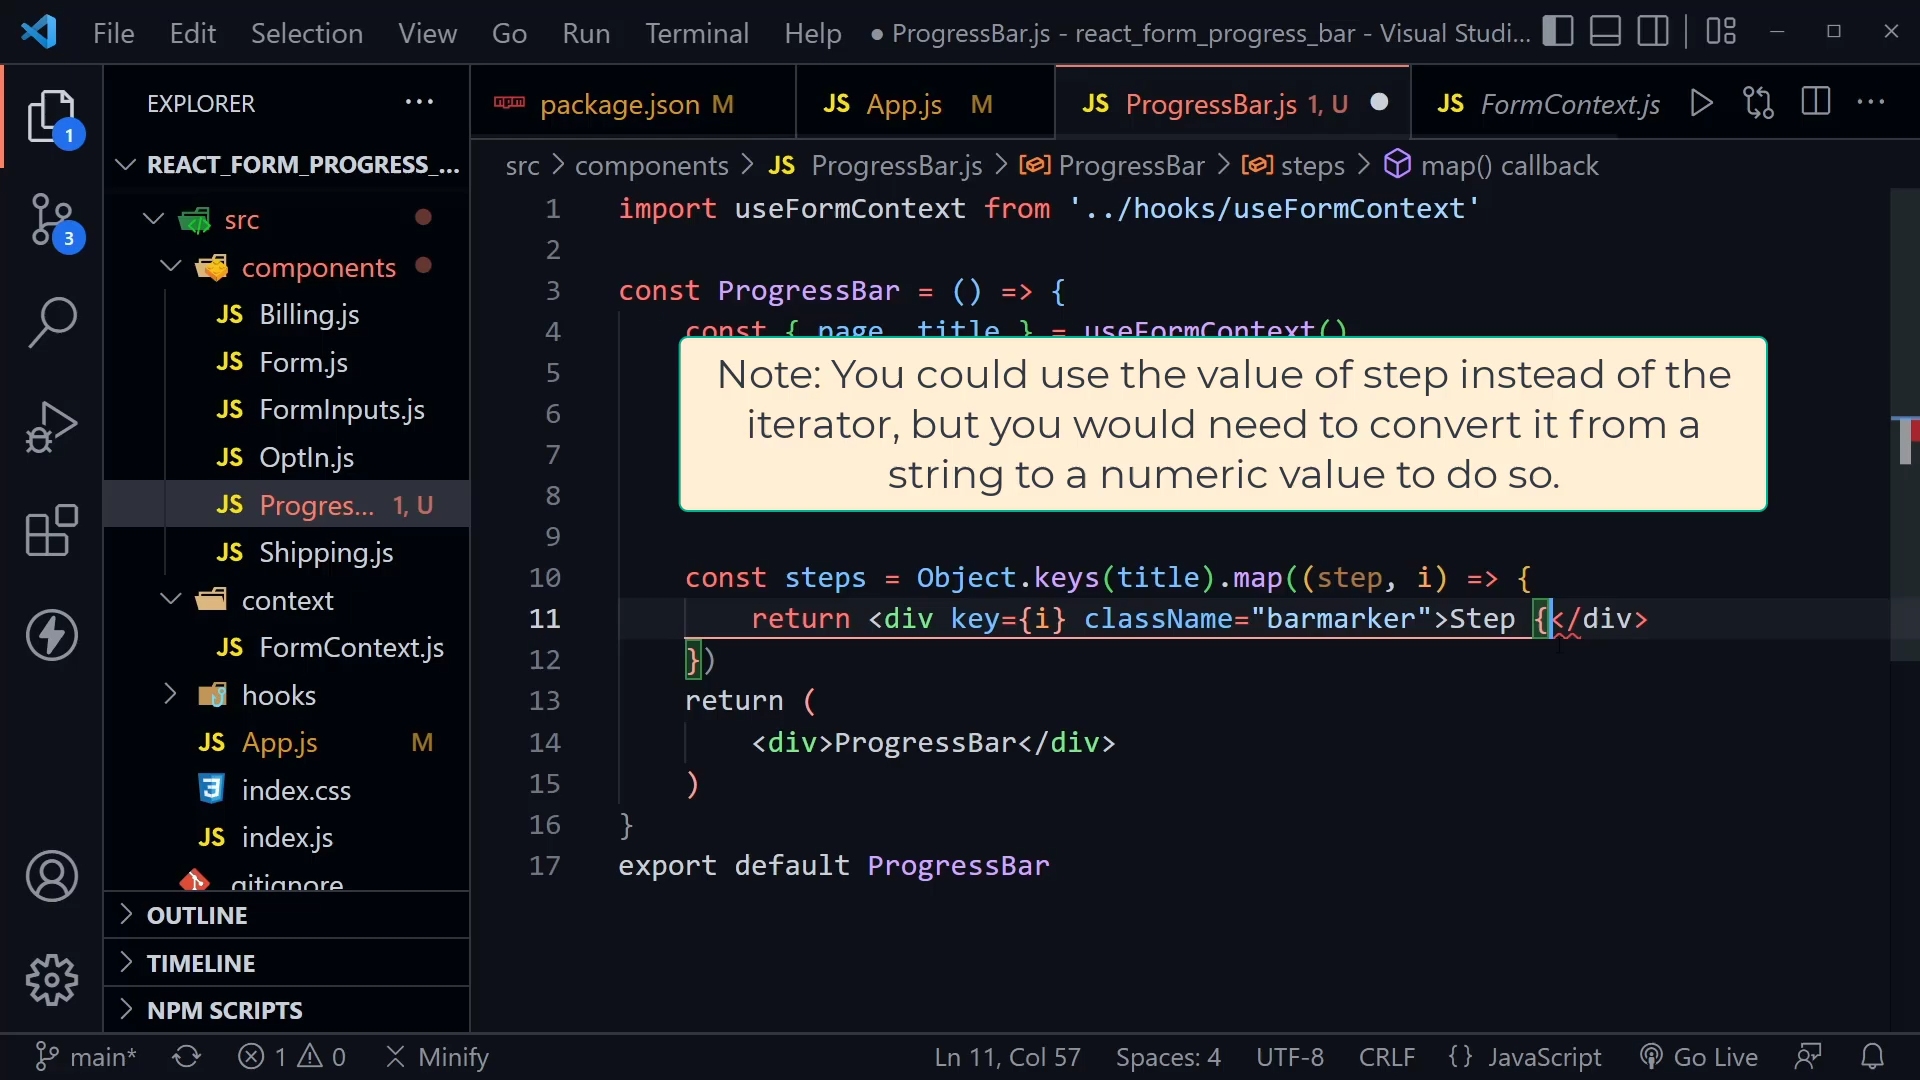 File Edit Selection View Go Run Terminal Help ● ProgressBar.js - react_form_progress_bar - Visual Studi...
EXPLORER ...
1
REACT_FORM_PROGRESS_...
3
src
components
JS Billing.js
JS Form.js
JS FormInputs.js
JS OptIn.js
JS Progres... 1, U
JS Shipping.js
context
JS FormContext.js
hooks
JS App.js M
index.css
JS index.js
.gitignore
OUTLINE
TIMELINE
NPM SCRIPTS
package.json M JS App.js M JS ProgressBar.js 1, U ● JS FormContext.js ...
src > components > JS ProgressBar.js > ProgressBar > steps > map() callback
1 import useFormContext from '../hooks/useFormContext'
2
3 const ProgressBar = () => {
4 const { page, title } = useFormContext()
5
6
7
8
9
Note: You could use the value of step instead of the
iterator, but you would need to convert it from a
string to a numeric value to do so.
10 const steps = Object.keys(title).map((step, i) => {
11 return <div key={i} className="barmarker">Step {</div>
12 })
13 return (
14 <div>ProgressBar</div>
15 )
16 }
17 export default ProgressBar
main* 1 0 Minify Ln 11, Col 57 Spaces: 4 UTF-8 CRLF {} JavaScript Go Live